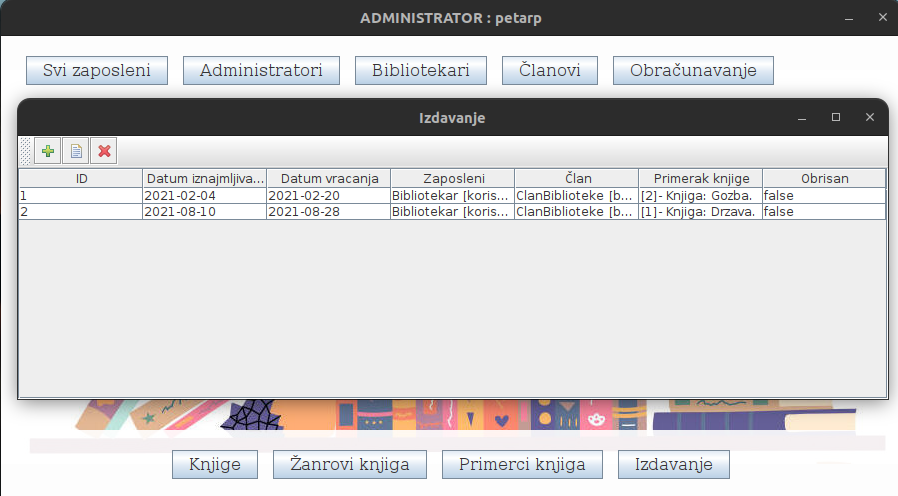 ADMINISTRATOR : petarp
Svi zaposleni Administratori Bibliotekari Članovi Obračunavanje
Izdavanje
ID Datum iznajmljiva... Datum vracanja Zaposleni Član Primerak knjige Obrisan
1 2021-02-04 2021-02-20 Bibliotekar [koris... ClanBiblioteke [b... [2]- Knjiga: Gozba. false
2 2021-08-10 2021-08-28 Bibliotekar [koris... ClanBiblioteke [b... [1]- Knjiga: Drzava. false
Knjige Žanrovi knjiga Primerci knjiga Izdavanje